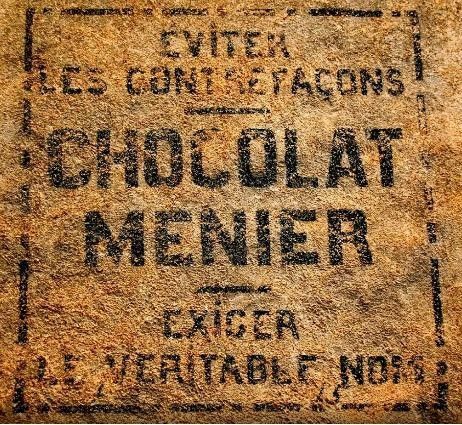 EVITER
LES CONTREFAÇONS
CHOCOLAT
MENIER
EXIGER
LE VERITABLE NOM